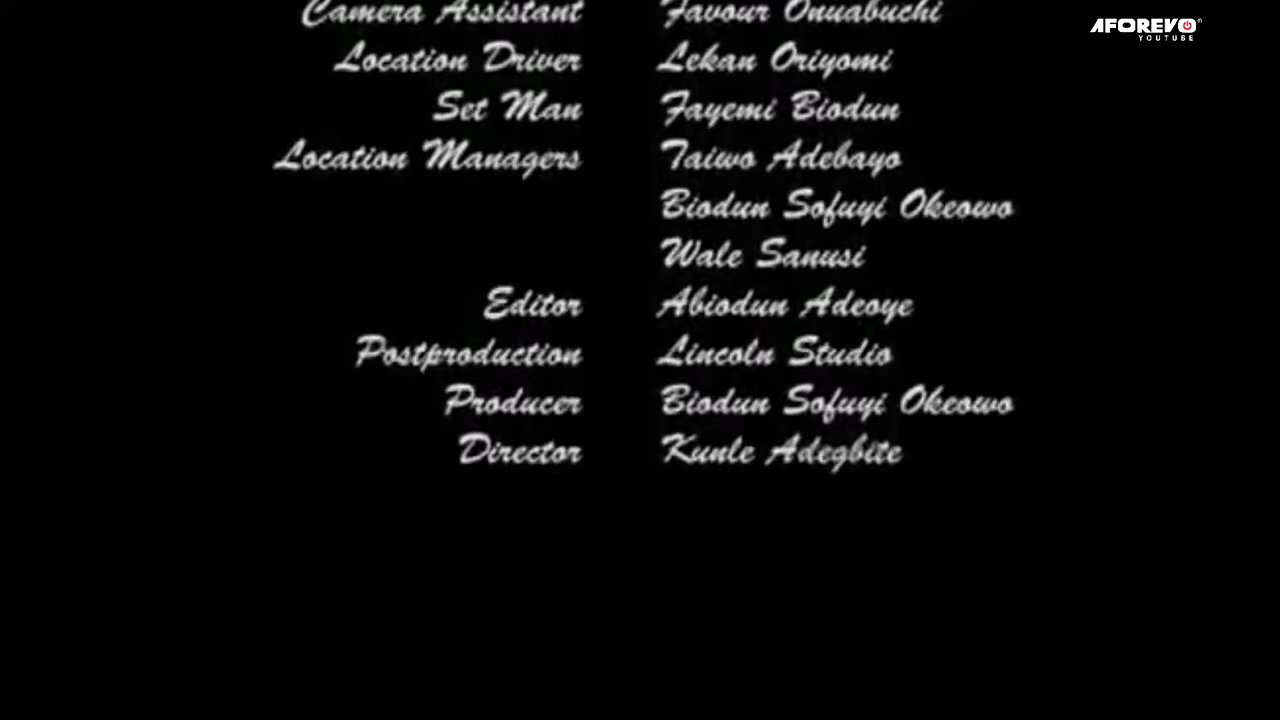 Camera Assistant Favour Onuabuchi
AFOREVO
YOUTUBE
Location Driver Lekan Oriyomi
Set Man Fayemi Biodun
Location Managers Taiwo Adebayo
Biodun Sofuyi Okeowo
Wale Sanusi
Editor Abiodun Adeoye
Postproduction Lincoln Studio
Producer Biodun Sofuyi Okeowo
Director Kunle Adegbite